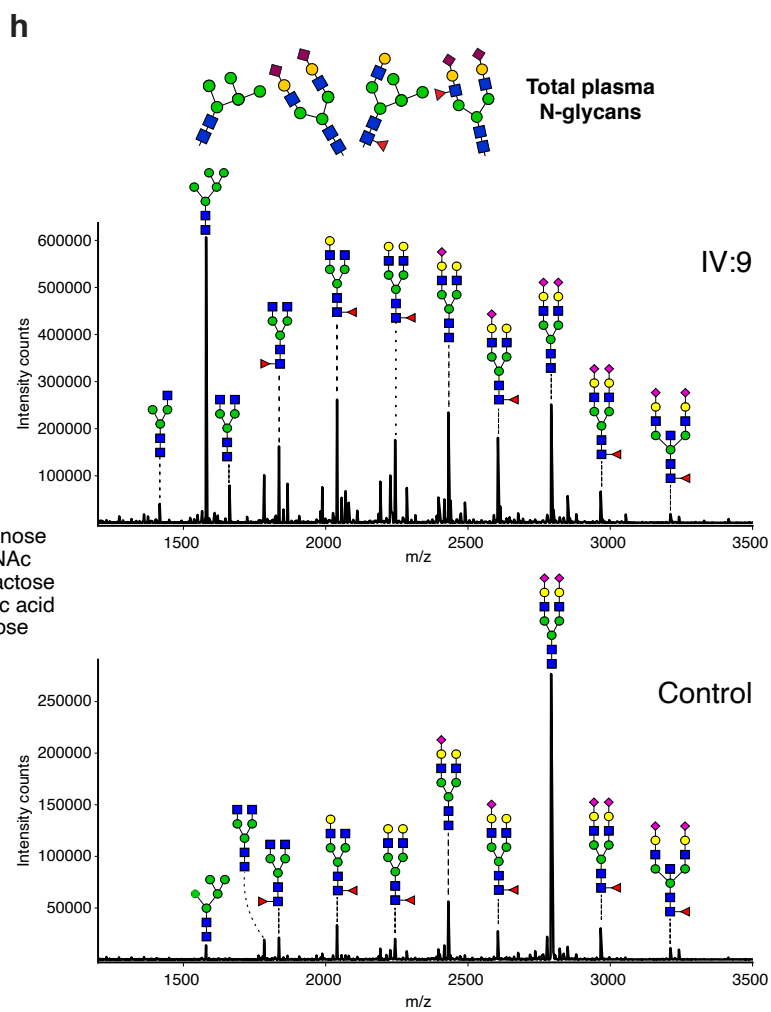 h
Total plasma
N-glycans
IV:9
Intensity counts
600000
500000
400000
300000
200000
100000
1500
2000
2500
3000
3500
m/z
nose
NAc
actose
c acid
ose
Control
Intensity counts
250000
200000
150000
100000
50000
1500
2000
2500
3000
3500
m/z